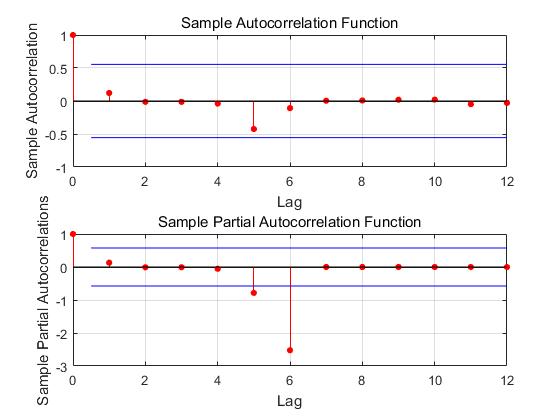 Sample Autocorrelation Function
Sample Autocorrelation
1
0.5
0
-0.5
-1
0 2 4 6 8 10 12
Lag
Sample Partial Autocorrelation Function
Sample Partial Autocorrelations
1
0
-1
-2
-3
0 2 4 6 8 10 12
Lag